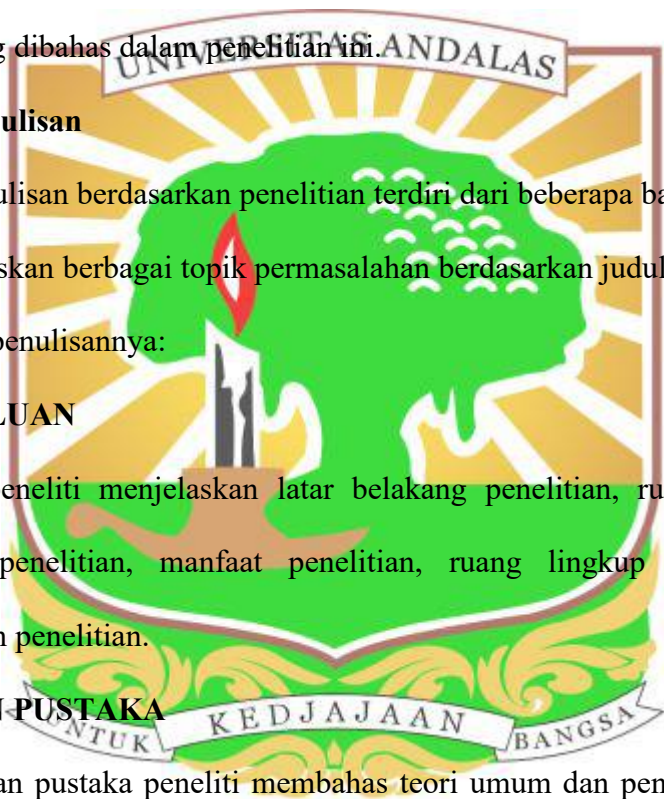 g dibahas dalam penelitian ini.
UNIVERSITAS ANDALAS
ulisan
ulisan berdasarkan penelitian terdiri dari beberapa ba
skan berbagai topik permasalahan berdasarkan judul
penulisannya:
LUAN
eneliti menjelaskan latar belakang penelitian, ru
penelitian, manfaat penelitian, ruang lingkup
n penelitian.
N PUSTAKA
UNTUK KEDJAJAAN BANGSA
an pustaka peneliti membahas teori umum dan pen